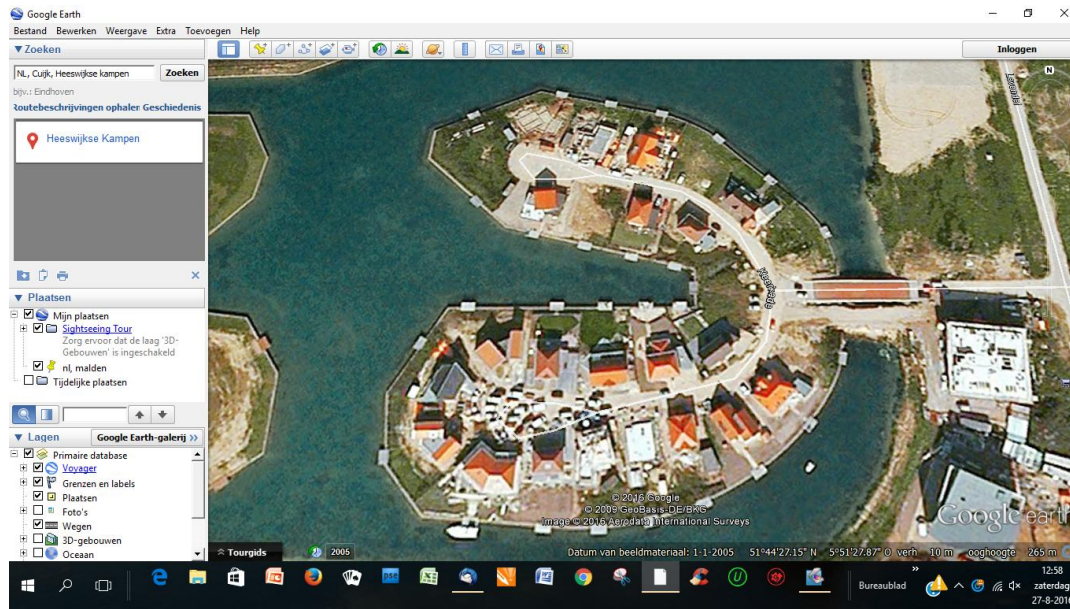 Google Earth
Bestand Bewerken Weergave Extra Toevoegen Help
Zoeken
NL, Cuijk, Heeswijkse kampen
Zoeken
bijv.: Eindhoven
Routebeschrijvingen ophalen Geschiedenis
Heeswijkse Kampen
Plaatsen
Mijn plaatsen
Sightseeing Tour
Zorg ervoor dat de laag '3D-
Gebouwen' is ingeschakeld
nl, malden
Tijdelijke plaatsen
Lagen
Google Earth-galerij >>
Primaire database
Voyager
Grenzen en labels
Plaatsen
Foto's
Wegen
3D-gebouwen
Oceaan
Inloggen
N
© 2016 Google
© 2009 GeoBasis-DE/BKG
Image © 2016 Aerodata International Surveys
Google earth
Tourgids
2005
Datum van beeldmateriaal: 1-1-2005 51°44'27.15" N 5°51'27.87" O verh 10 m ooghoogte 265 m
pse
Bureaublad
12:58
zaterdag
27-8-2016